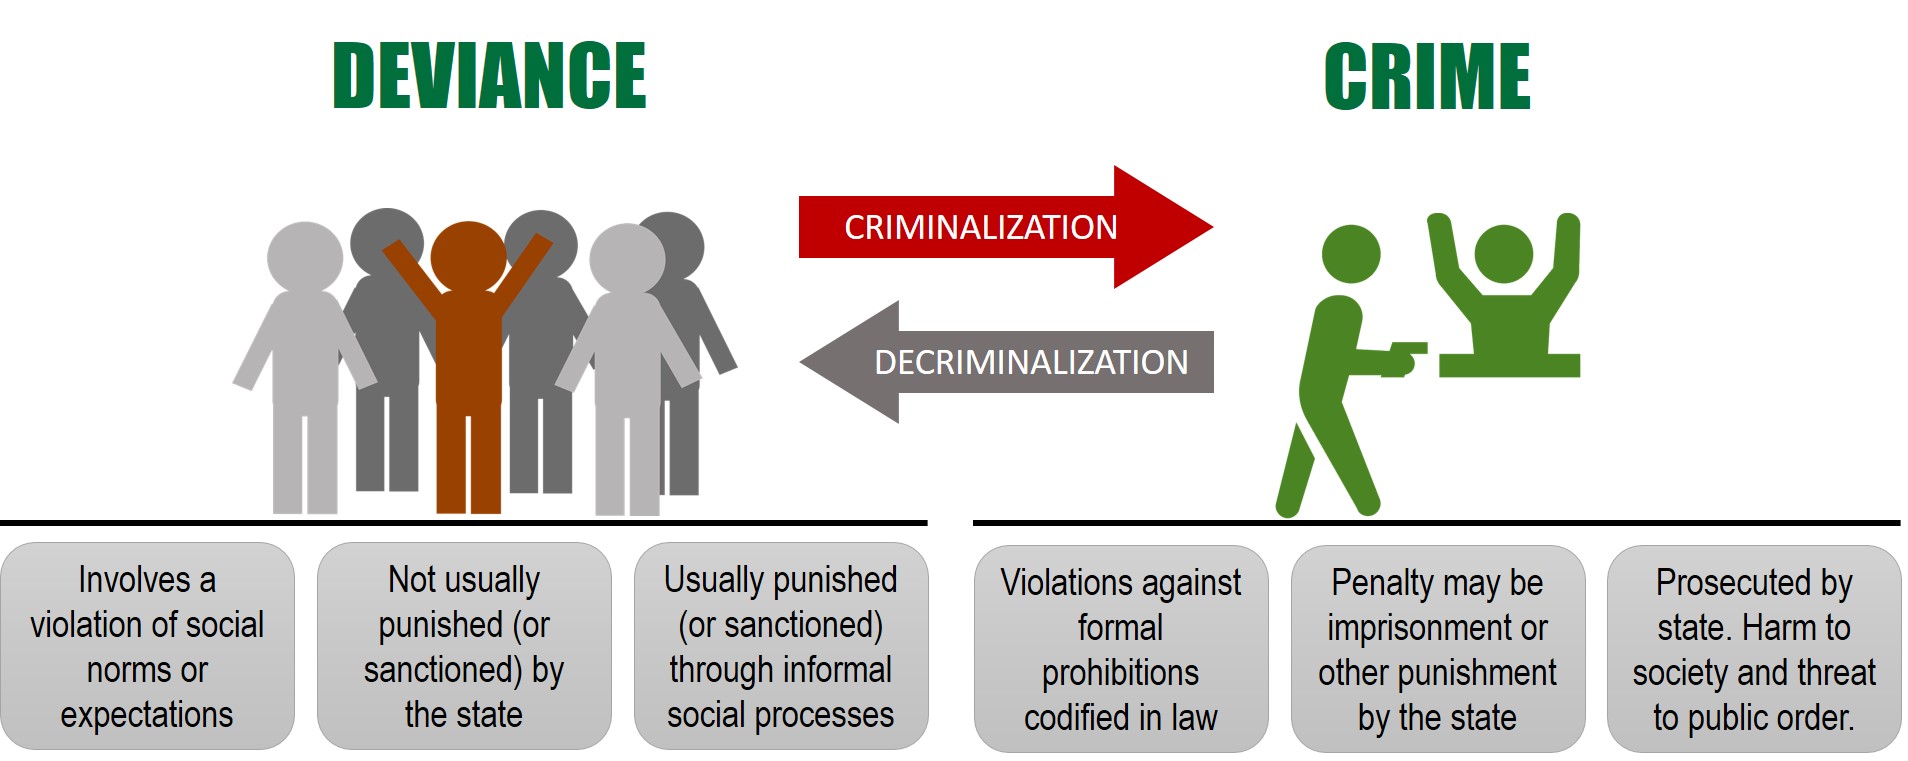 DEVIANCE
CRIME
CRIMINALIZATION
DECRIMINALIZATION
Involves a
violation of social
norms or
expectations
Not usually
punished (or
sanctioned) by
the state
Usually punished
(or sanctioned)
through informal
social processes
Violations against
formal
prohibitions
codified in law
Penalty may be
imprisonment or
other punishment
by the state
Prosecuted by
state. Harm to
society and threat
to public order.